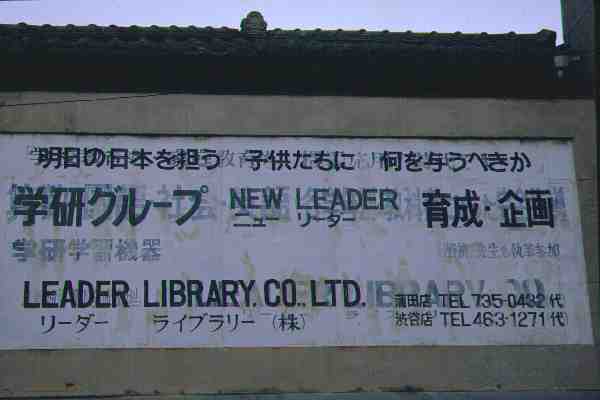 明日の日本を担う 子供たちに 何を与うべきか
学研グループ NEW LEADER 育成・企画
ニュー リーダー
学研学習機器
LEADER LIBRARY. CO., LTD. 蒲田店 TEL 735-0432 代
リーダー ライブラリー (株) 渋谷店 TEL 463-1271 代